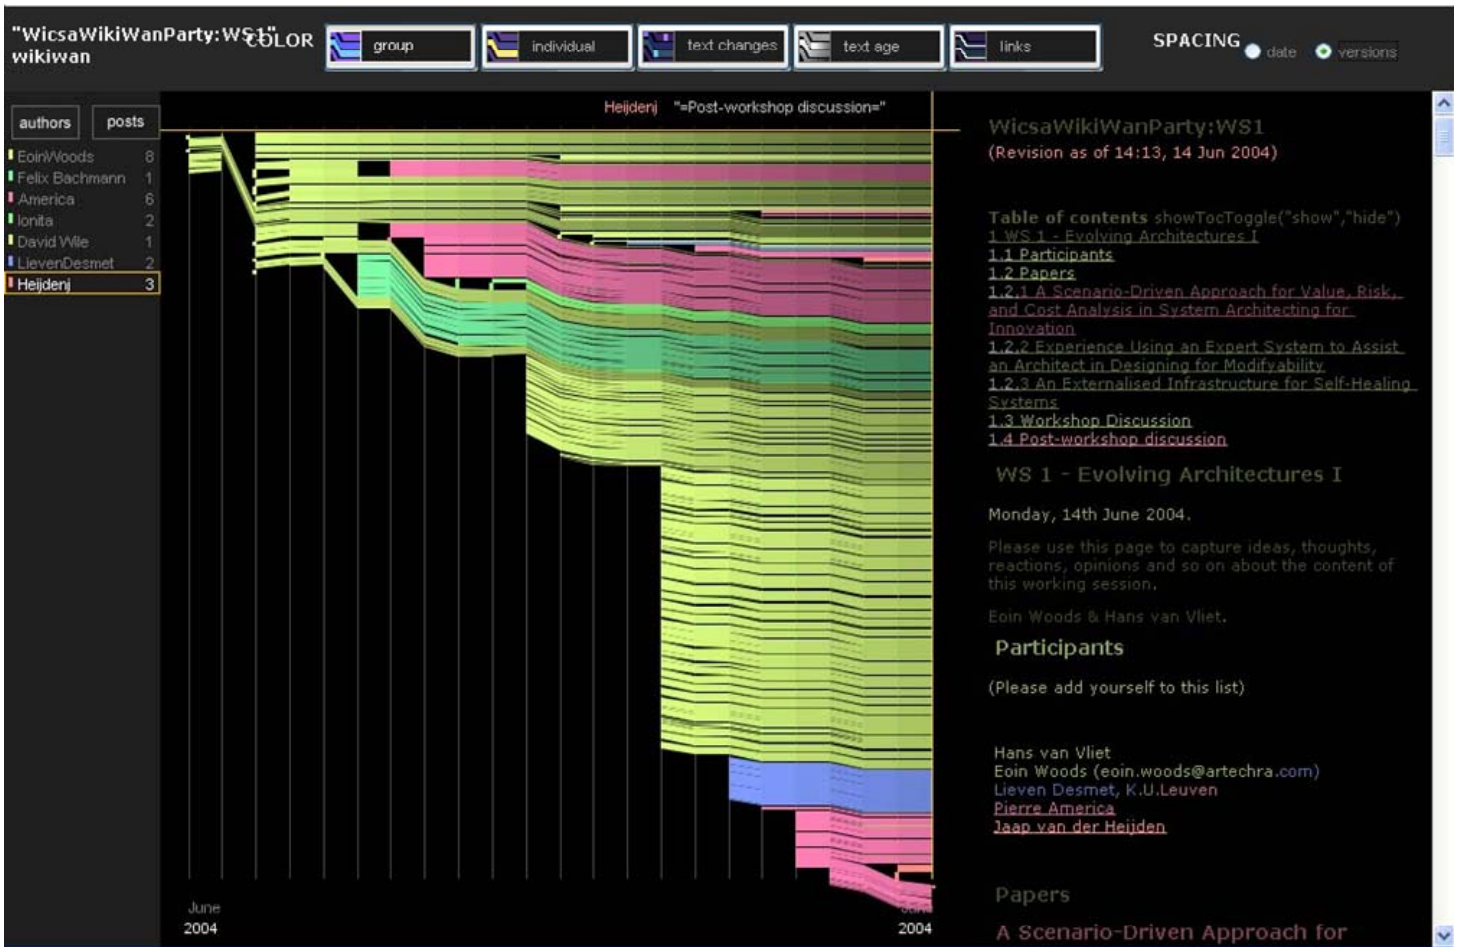 "WicsaWikiWanParty:WS1"
wikiwan
COLOR
group
individual
text changes
text age
links
SPACING
date
versions
authors
posts
EoinWoods 8
Felix Bachmann 1
America 6
Ionita 2
David Wile 1
LievenDesmet 2
Heijdenj 3
Heijdenj "=Post-workshop discussion="
June
2004
June
2004
WicsaWikiWanParty:WS1
(Revision as of 14:13, 14 Jun 2004)
Table of contents showTocToggle("show","hide")
1 WS 1 - Evolving Architectures I
1.1 Participants
1.2 Papers
1.2.1 A Scenario-Driven Approach for Value, Risk,
and Cost Analysis in System Architecting for
Innovation
1.2.2 Experience Using an Expert System to Assist
an Architect in Designing for Modifyability
1.2.3 An Externalised Infrastructure for Self-Healing
Systems
1.3 Workshop Discussion
1.4 Post-workshop discussion
WS 1 - Evolving Architectures I
Monday, 14th June 2004.
Please use this page to capture ideas, thoughts,
reactions, opinions and so on about the content of
this working session.
Eoin Woods & Hans van Vliet.
Participants
(Please add yourself to this list)
Hans van Vliet
Eoin Woods (eoin.woods@artechra.com)
Lieven Desmet, K.U.Leuven
Pierre America
Jaap van der Heijden
Papers
A Scenario-Driven Approach for